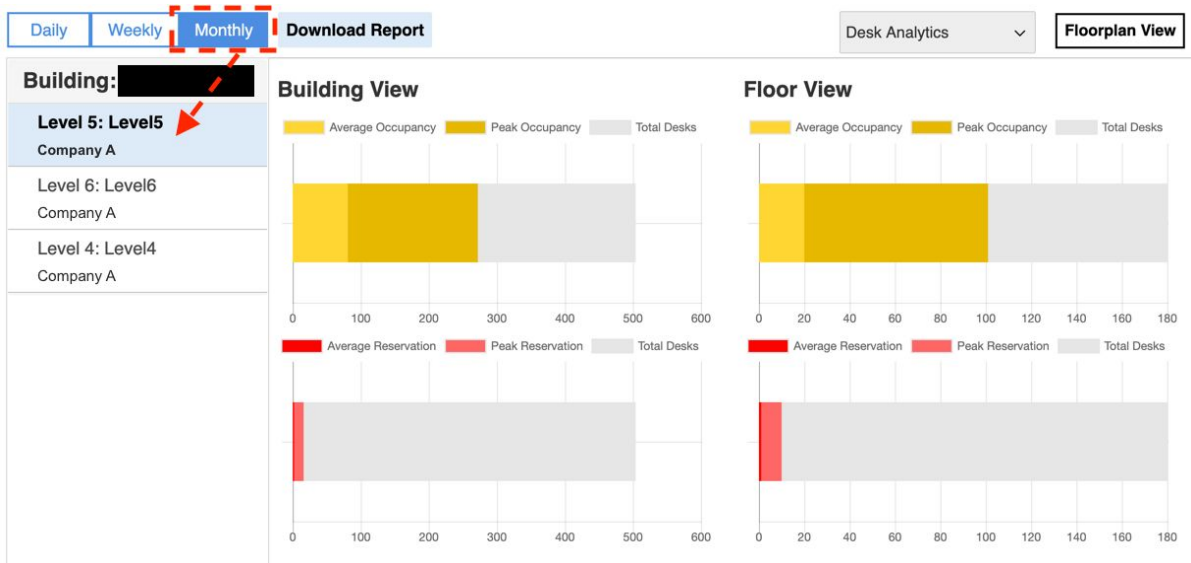 Daily Weekly Monthly Download Report Desk Analytics Floorplan View
Building:
Level 5: Level5
Company A
Level 6: Level6
Company A
Level 4: Level4
Company A
Building View
Average Occupancy Peak Occupancy Total Desks
0 100 200 300 400 500 600
Average Reservation Peak Reservation Total Desks
0 100 200 300 400 500 600
Floor View
Average Occupancy Peak Occupancy Total Desks
0 20 40 60 80 100 120 140 160 180
Average Reservation Peak Reservation Total Desks
0 20 40 60 80 100 120 140 160 180